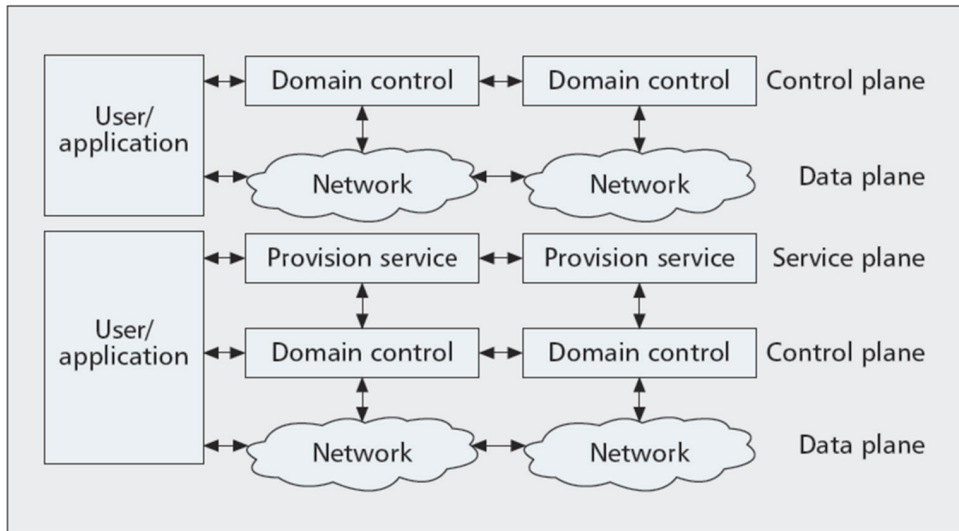 Domain control Domain control Control plane
User/
application
Network Network Data plane
Provision service Provision service Service plane
User/
application
Domain control Domain control Control plane
Network Network Data plane